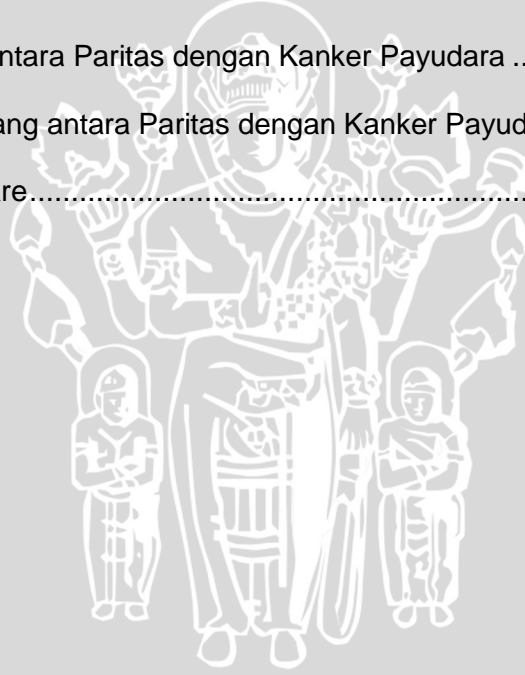 ntara Paritas dengan Kanker Payudara ..
ang antara Paritas dengan Kanker Payud
re..............................................................